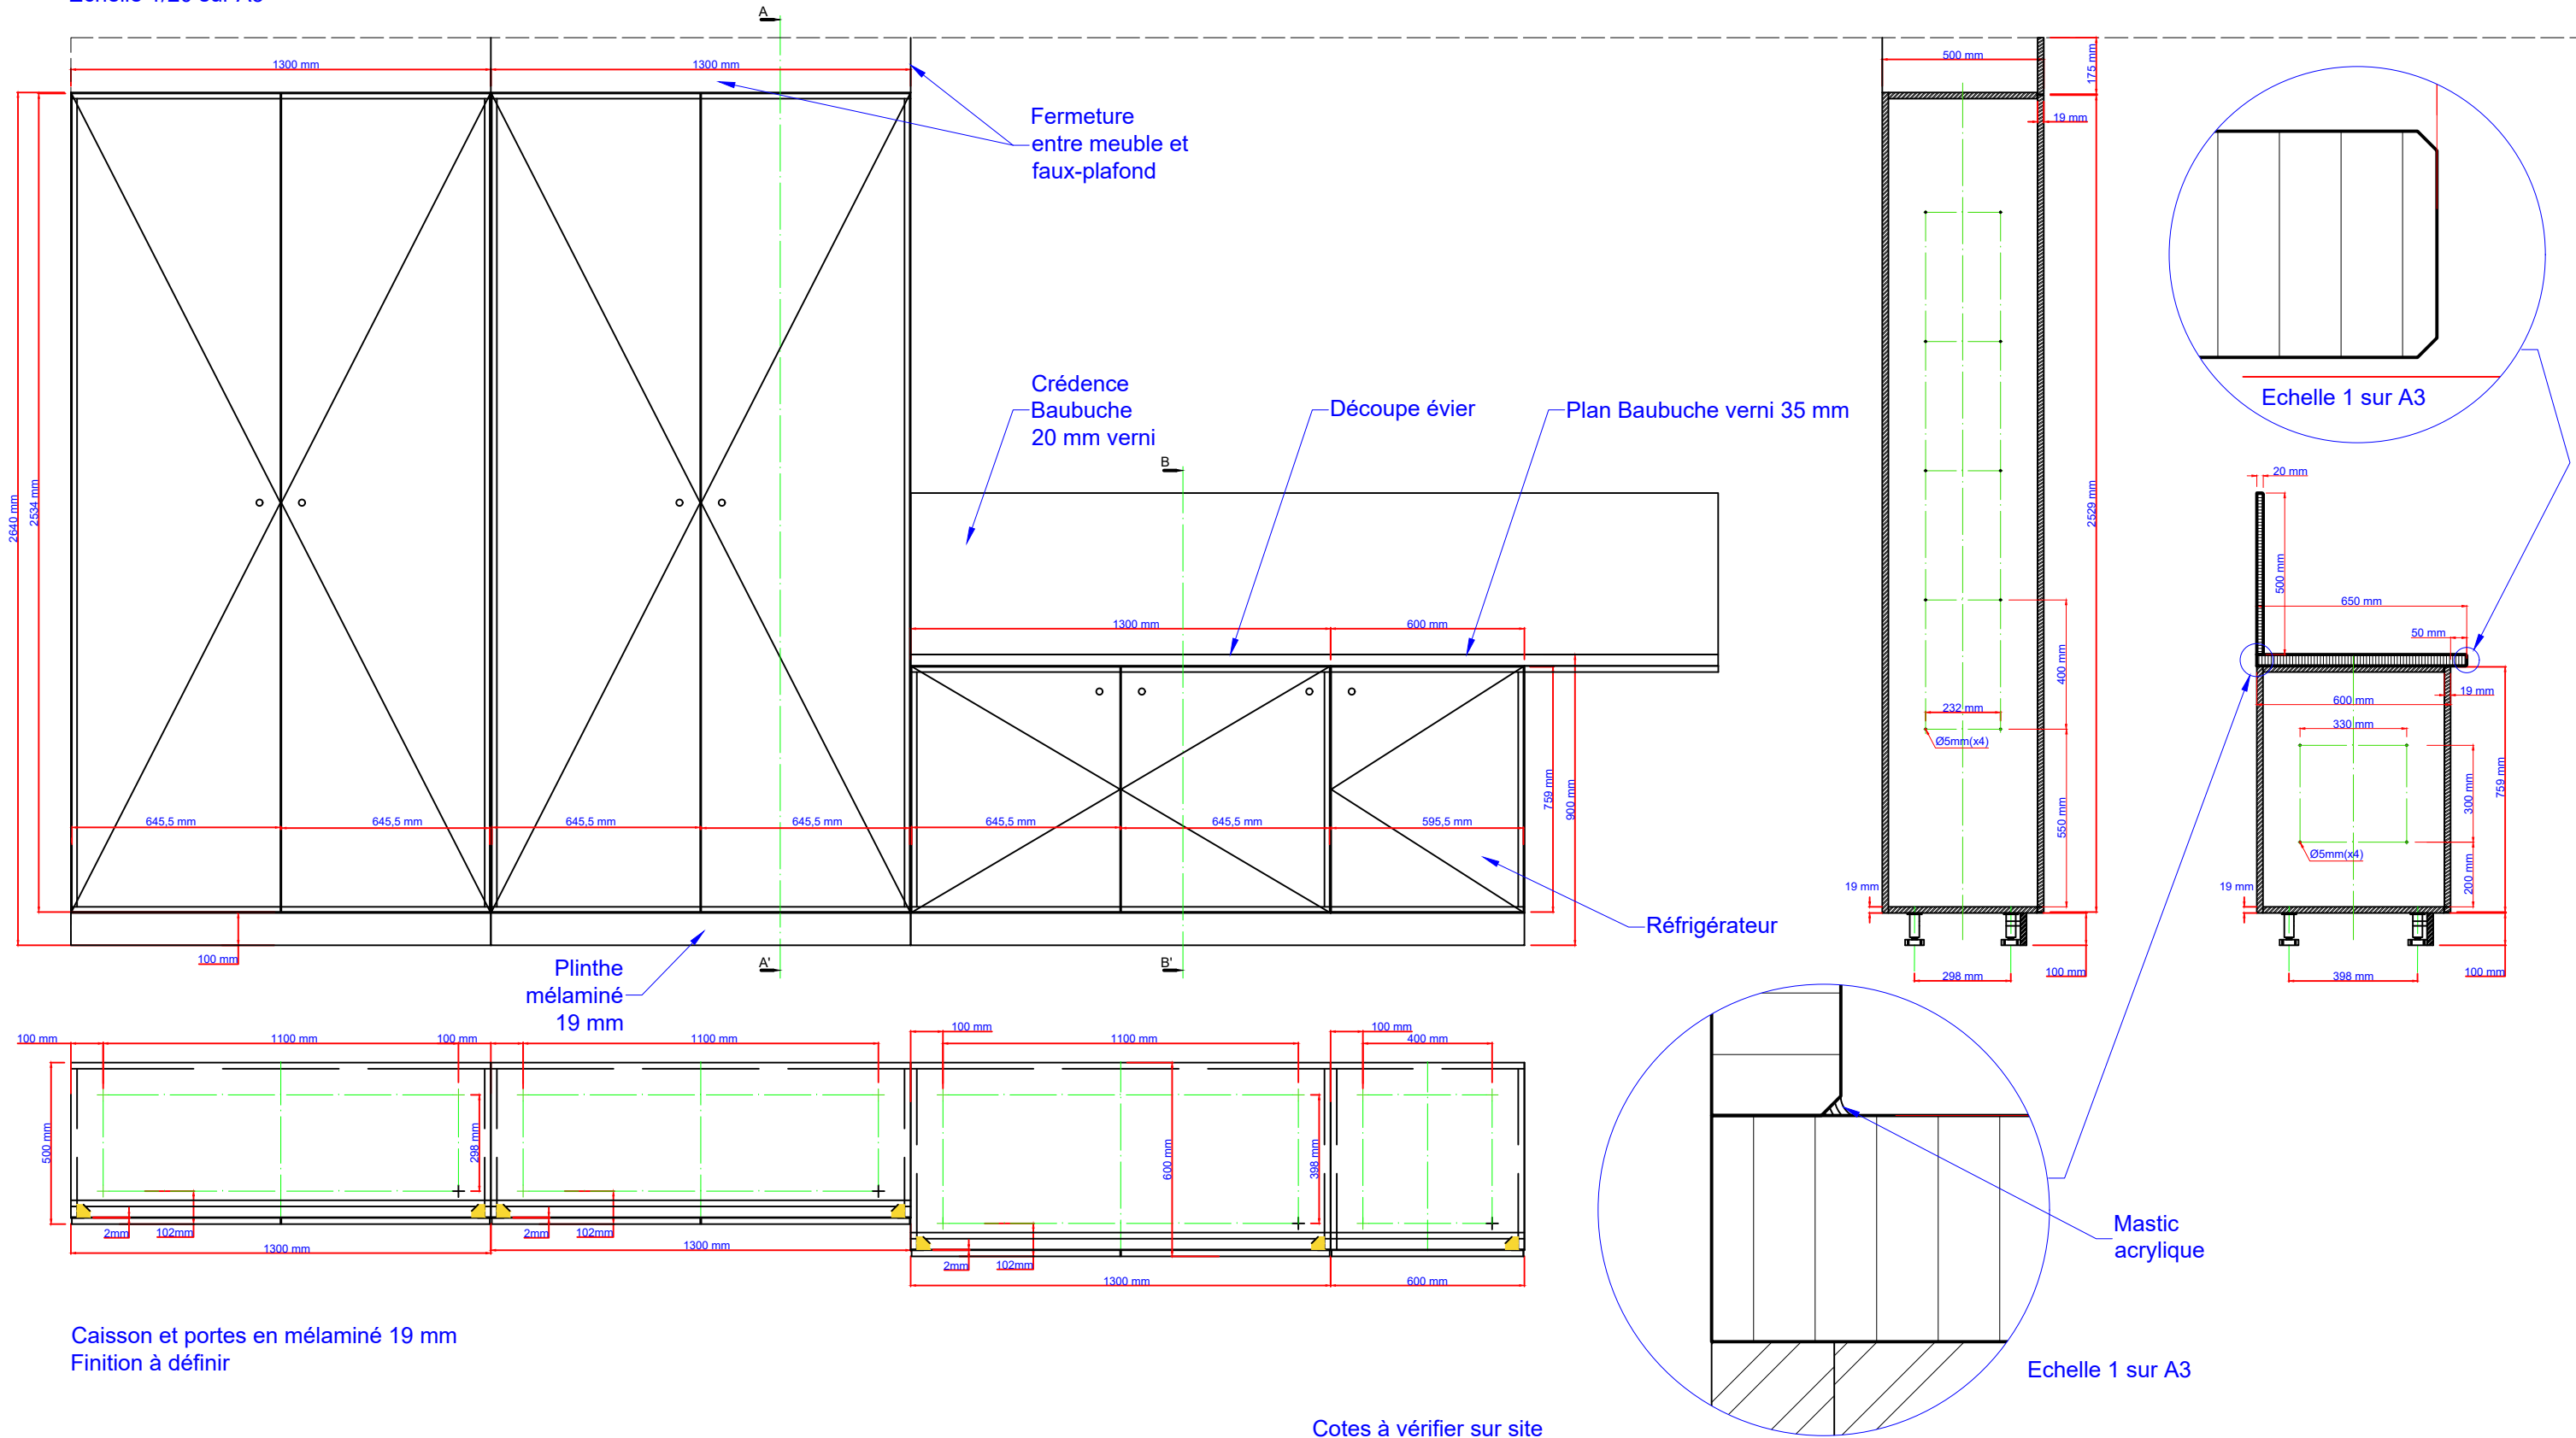 A
1300 mm
1300 mm
500 mm
175 mm
Fermeture
entre meuble et
faux-plafond
19 mm
2640 mm
2534 mm
2529 mm
Echelle 1 sur A3
Crédence
Baubuche
20 mm verni
Découpe évier
Plan Baubuche verni 35 mm
B
20 mm
500 mm
650 mm
50 mm
1300 mm
600 mm
400 mm
232 mm
Ø5mm(x4)
550 mm
19 mm
600 mm
330 mm
300 mm
759 mm
Ø5mm(x4)
200 mm
759 mm
900 mm
645,5 mm
645,5 mm
645,5 mm
645,5 mm
645,5 mm
645,5 mm
595,5 mm
19 mm
19 mm
Réfrigérateur
100 mm
Plinthe
mélaminé
19 mm
A'
B'
298 mm
100 mm
398 mm
100 mm
100 mm
1100 mm
100 mm
1100 mm
100 mm
1100 mm
100 mm
400 mm
500 mm
298 mm
600 mm
398 mm
2mm
102mm
2mm
102mm
2mm
102mm
1300 mm
1300 mm
1300 mm
600 mm
Mastic
acrylique
Echelle 1 sur A3
Caisson et portes en mélaminé 19 mm
Finition à définir
Cotes à vérifier sur site